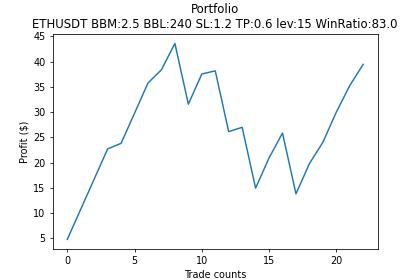 Portfolio
ETHUSDT BBM:2.5 BBL:240 SL:1.2 TP:0.6 lev:15 WinRatio:83.0
45
40
35
30
25
20
15
10
5
Profit ($)
0 5 10 15 20
Trade counts